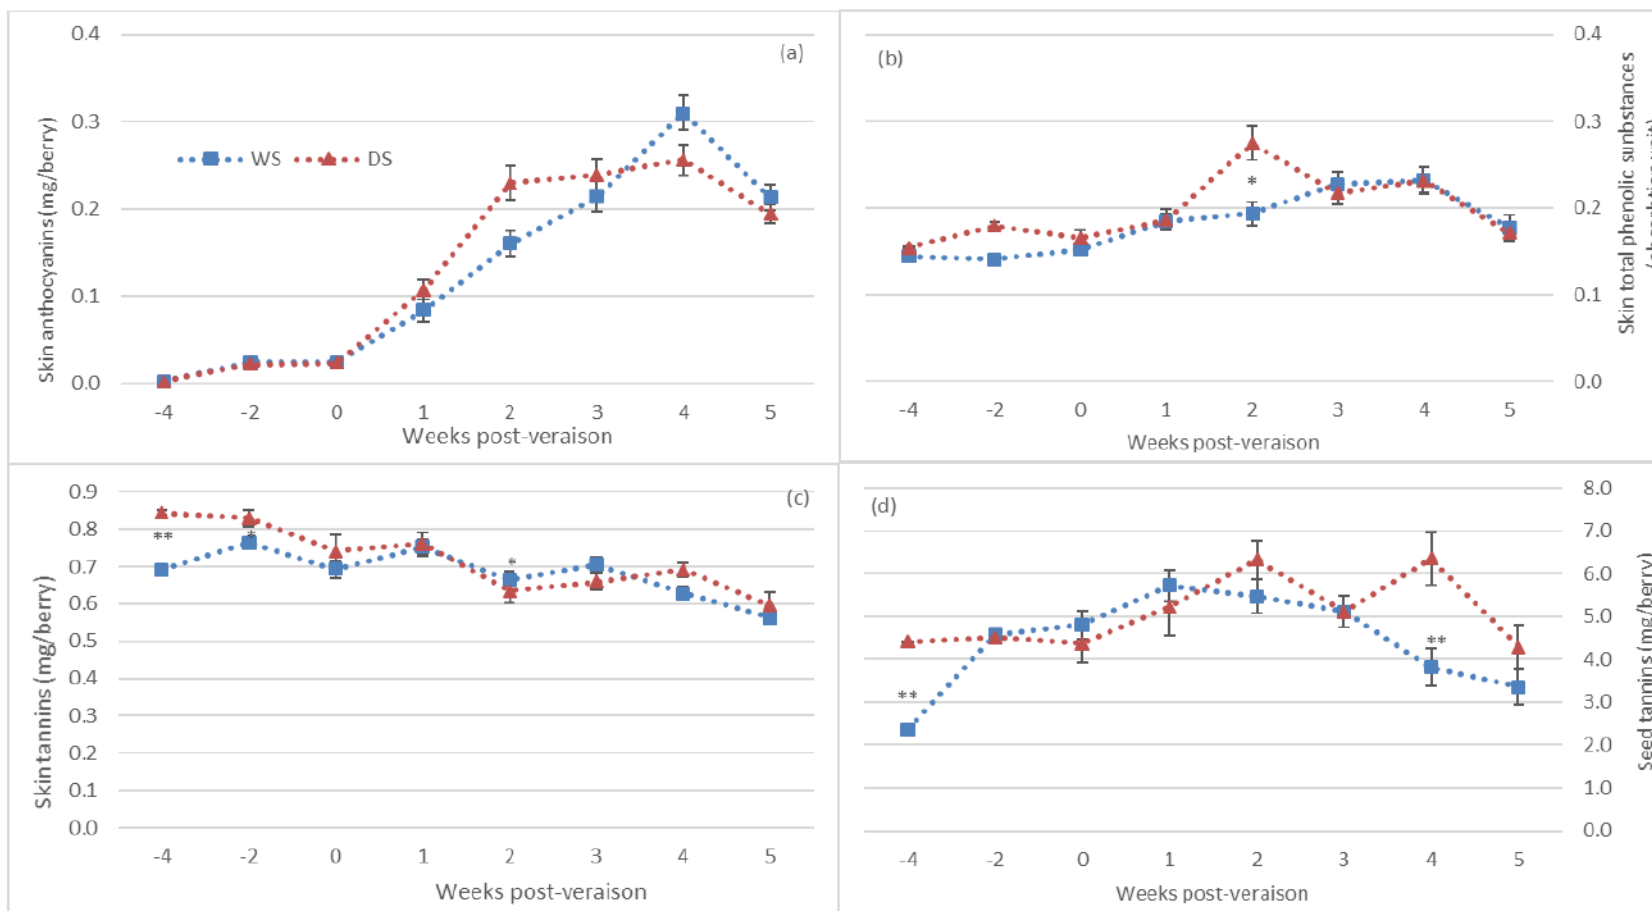 0.4
0.3
0.2
0.1
0.0
(a)
WS DS
Skin anthocyanins (mg/berry)
-4 -2 0 1 2 3 4 5
Weeks post-veraison
(b)
0.4
0.3
0.2
0.1
0.0
*
Skin total phenolic sunbstances
-4 -2 0 1 2 3 4 5
Weeks post-veraison
0.9
0.8
0.7
0.6
0.5
0.4
0.3
0.2
0.1
0.0
(c)
**
*
*
Skin tannins (mg/berry)
-4 -2 0 1 2 3 4 5
Weeks post-veraison
(d)
8.0
7.0
6.0
5.0
4.0
3.0
2.0
1.0
0.0
**
**
Seed tannins (mg/berry)
-4 -2 0 1 2 3 4 5
Weeks post-veraison